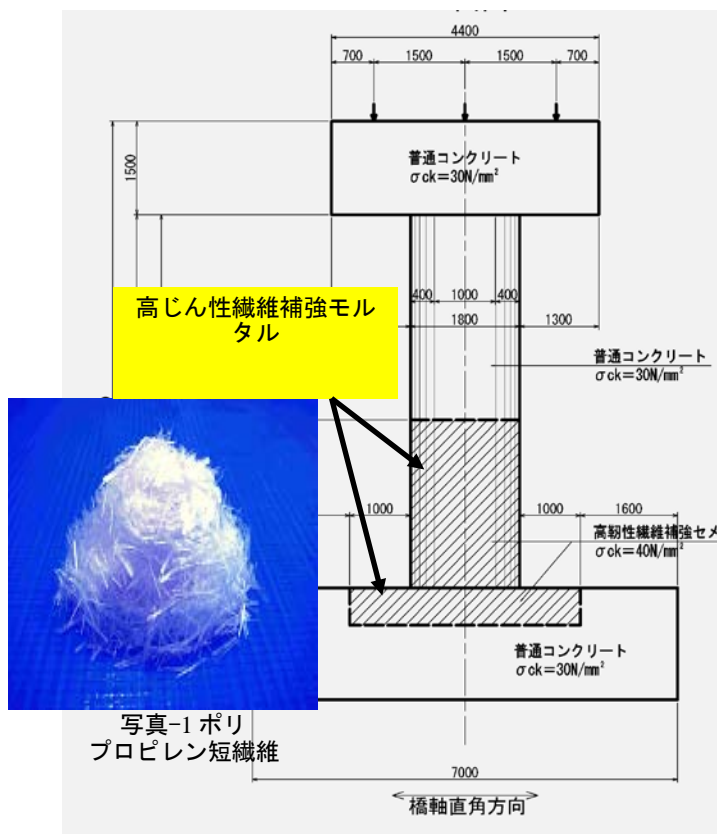 4400
700 1500 1500 700
1500
普通コンクリート
σck=30N/mm²
400 1000 400
1800 1300
高じん性繊維補強モル
タル
普通コンクリート
σck=30N/mm²
1000 1000 1600
高靭性繊維補強セメ
σck=40N/mm²
普通コンクリート
σck=30N/mm²
写真-1 ポリ
プロピレン短繊維
7000
橋軸直角方向